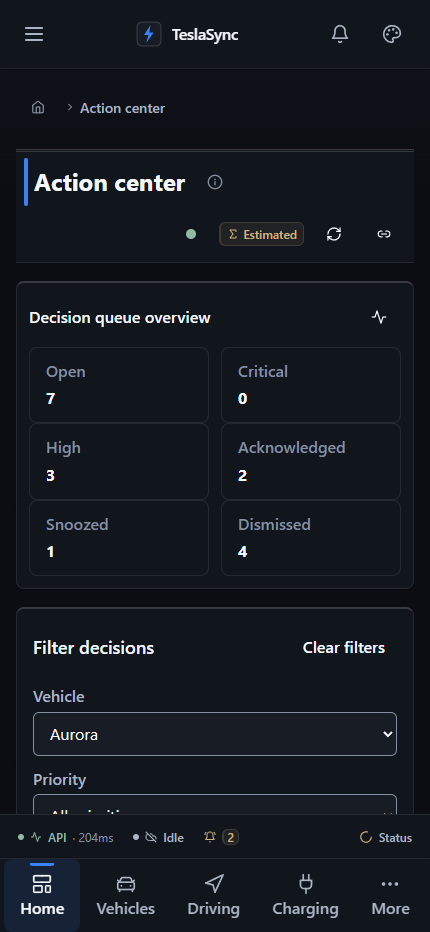 TeslaSync
Action center
Action center
Σ Estimated
Decision queue overview
Open
7
Critical
0
High
3
Acknowledged
2
Snoozed
1
Dismissed
4
Filter decisions
Clear filters
Vehicle
Aurora
Priority
API · 204ms
Idle
2
Status
Home
Vehicles
Driving
Charging
More